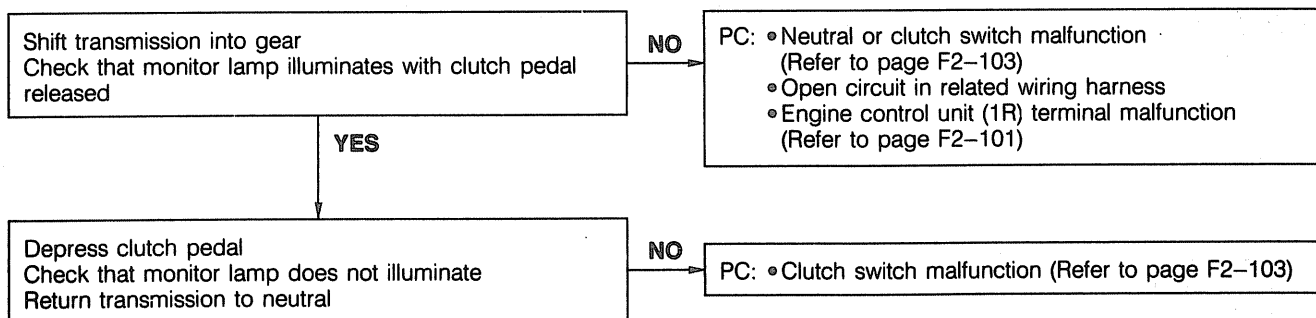 Shift transmission into gear
Check that monitor lamp illuminates with clutch pedal
released
NO
PC: •Neutral or clutch switch malfunction
(Refer to page F2–103)
•Open circuit in related wiring harness
•Engine control unit (1R) terminal malfunction
(Refer to page F2–101)
YES
Depress clutch pedal
Check that monitor lamp does not illuminate
Return transmission to neutral
NO
PC: •Clutch switch malfunction (Refer to page F2–103)